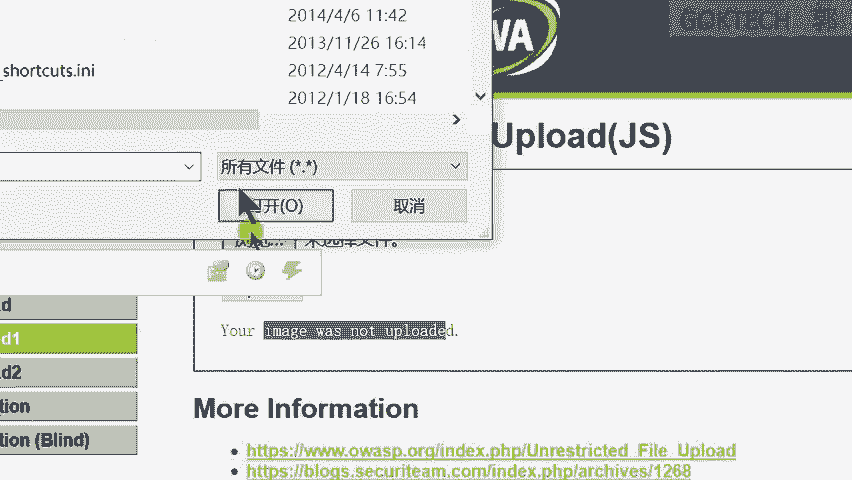 2014/4/6 11:42
2013/11/26 16:14
_shortcuts.ini
2012/4/14 7:55
2012/1/18 16:54
VA
GOKTECH
Upload(JS)
所有文件 (*.*)
开(O)
取消
未选择文件。
d
d1
Your image was not uploaded.
d2
tion
More Information
tion (Blind)
https://www.owasp.org/index.php/Unrestricted_File_Upload
https://blogs.securiteam.com/index.php/archives/1268